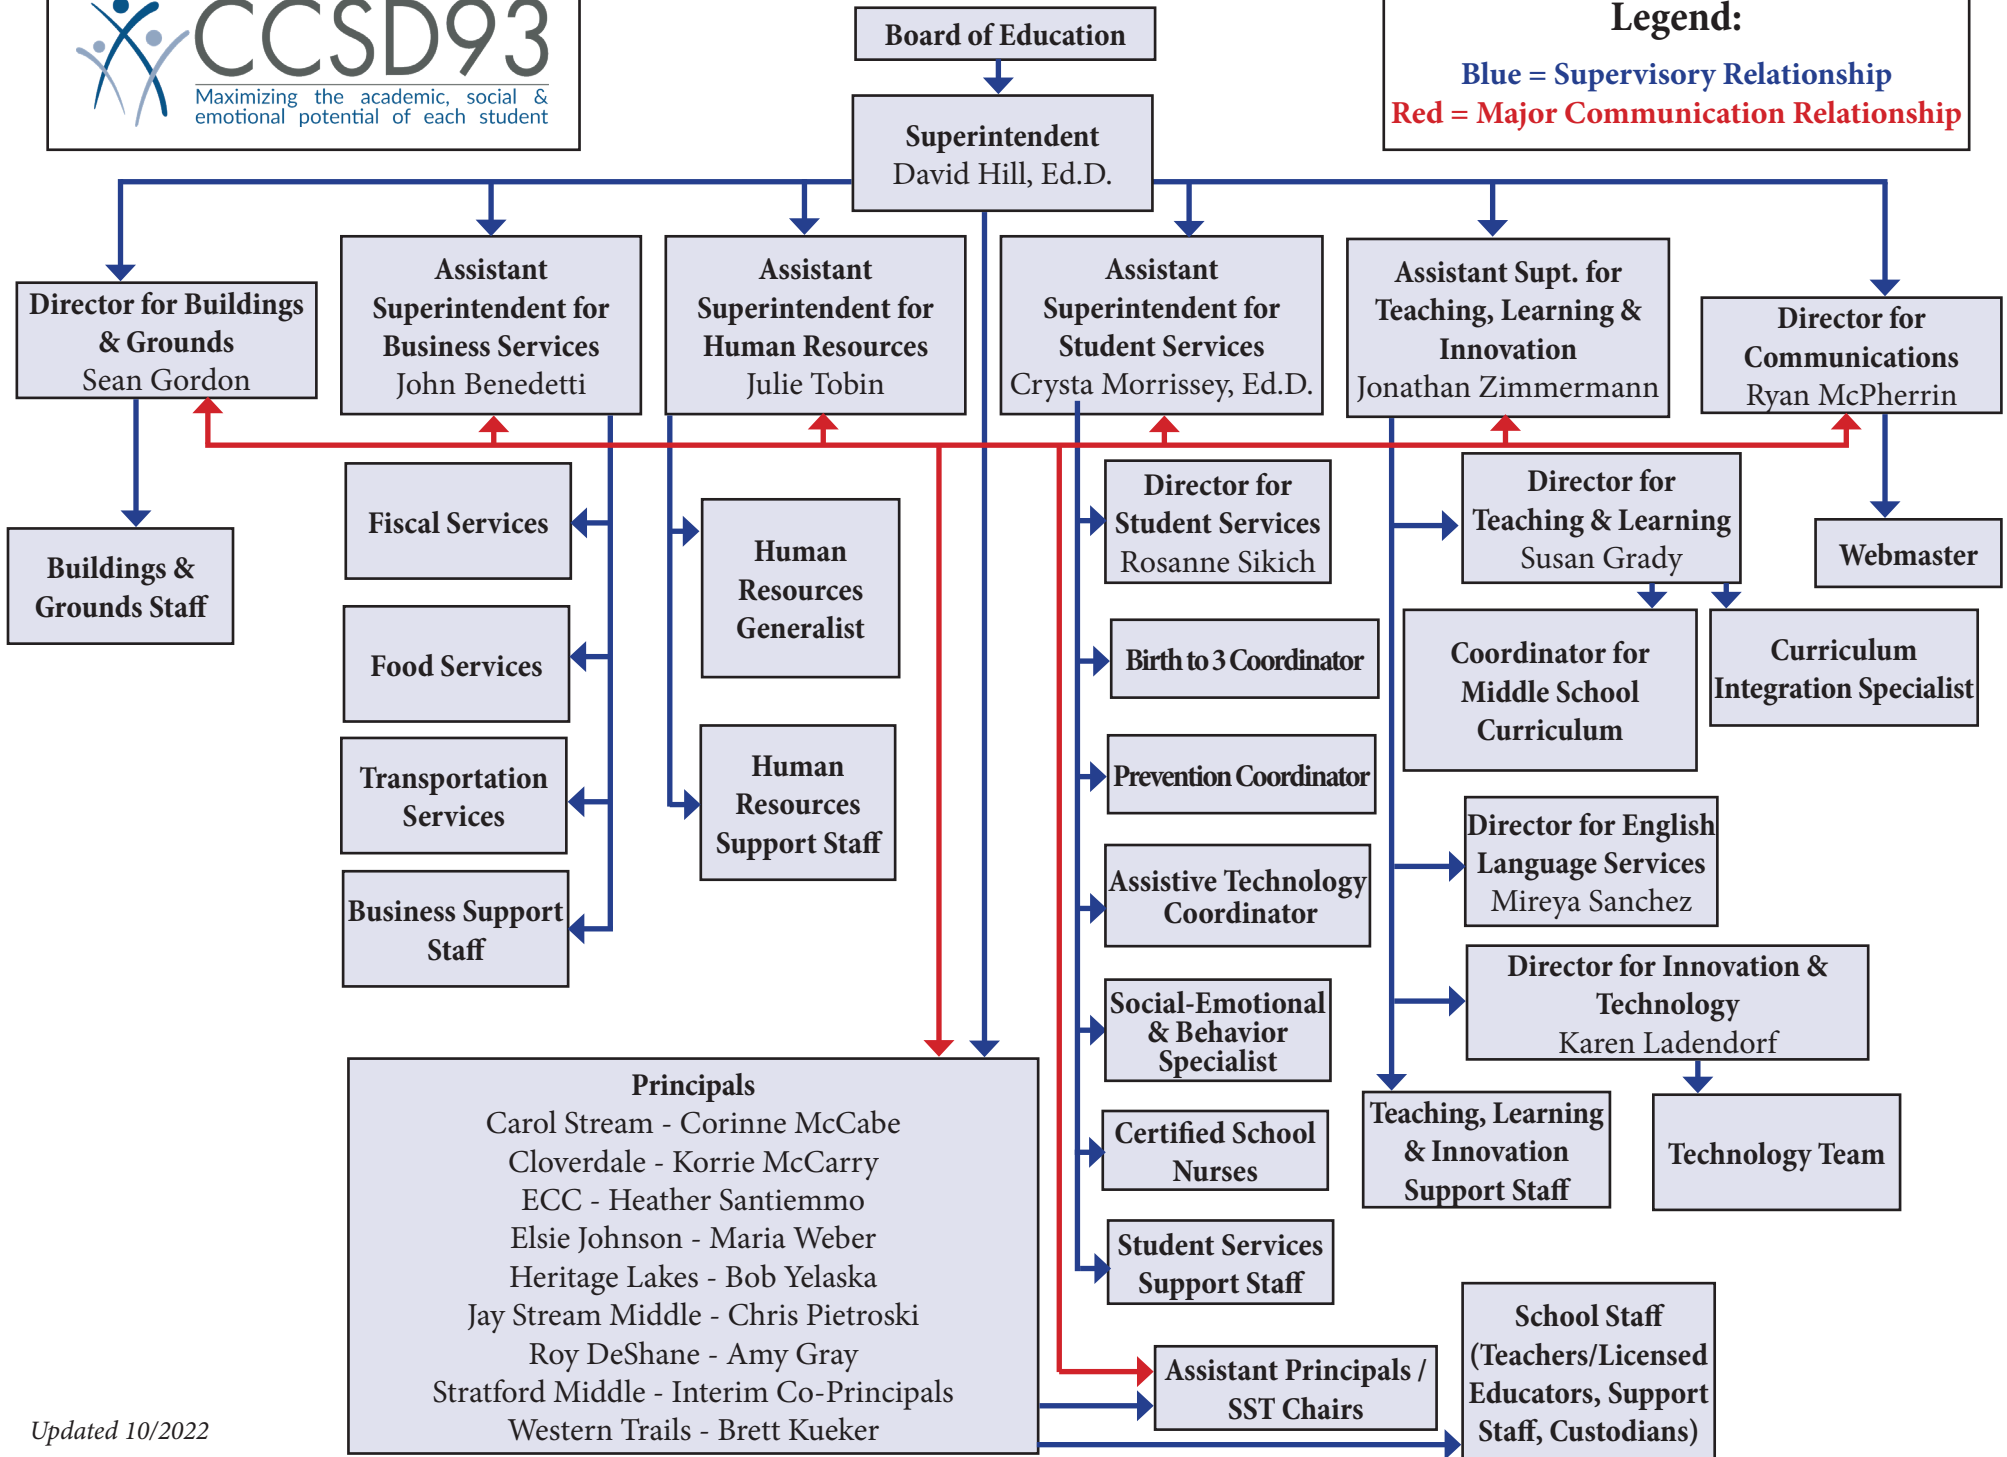 CCSD93
Maximizing the academic, social &
emotional potential of each student
Board of Education
Legend:
Blue = Supervisory Relationship
Red = Major Communication Relationship
Superintendent
David Hill, Ed.D.
Director for Buildings
& Grounds
Sean Gordon
Assistant
Superintendent for
Business Services
John Benedetti
Assistant
Superintendent for
Human Resources
Julie Tobin
Assistant
Superintendent for
Student Services
Crysta Morrissey, Ed.D.
Assistant Supt. for
Teaching, Learning &
Innovation
Jonathan Zimmermann
Director for
Communications
Ryan McPherrin
Buildings &
Grounds Staff
Fiscal Services
Food Services
Transportation
Services
Business Support
Staff
Human
Resources
Generalist
Human
Resources
Support Staff
Director for
Student Services
Rosanne Sikich
Birth to 3 Coordinator
Prevention Coordinator
Assistive Technology
Coordinator
Social-Emotional
& Behavior
Specialist
Certified School
Nurses
Student Services
Support Staff
Director for
Teaching & Learning
Susan Grady
Webmaster
Coordinator for
Middle School
Curriculum
Curriculum
Integration Specialist
Director for English
Language Services
Mireya Sanchez
Director for Innovation &
Technology
Karen Ladendorf
Teaching, Learning
& Innovation
Support Staff
Technology Team
Principals
Carol Stream - Corinne McCabe
Cloverdale - Korrie McCarry
ECC - Heather Santiemmo
Elsie Johnson - Maria Weber
Heritage Lakes - Bob Yelaska
Jay Stream Middle - Chris Pietroski
Roy DeShane - Amy Gray
Stratford Middle - Interim Co-Principals
Western Trails - Brett Kueker
Assistant Principals /
SST Chairs
School Staff
(Teachers/Licensed
Educators, Support
Staff, Custodians)
Updated 10/2022